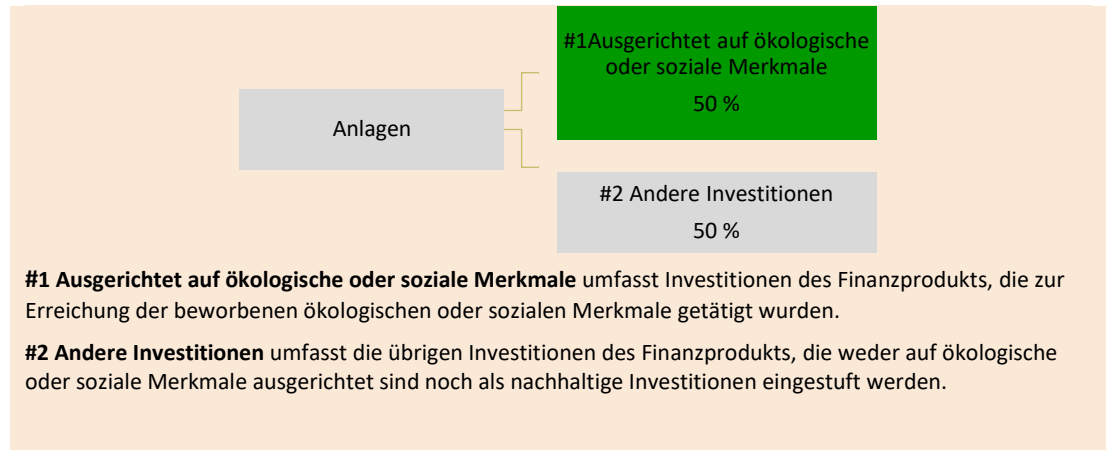 #1Ausgerichtet auf ökologische
oder soziale Merkmale
50 %
Anlagen
#2 Andere Investitionen
50 %
#1 Ausgerichtet auf ökologische oder soziale Merkmale umfasst Investitionen des Finanzprodukts, die zur
Erreichung der beworbenen ökologischen oder sozialen Merkmale getätigt wurden.
#2 Andere Investitionen umfasst die übrigen Investitionen des Finanzprodukts, die weder auf ökologische
oder soziale Merkmale ausgerichtet sind noch als nachhaltige Investitionen eingestuft werden.